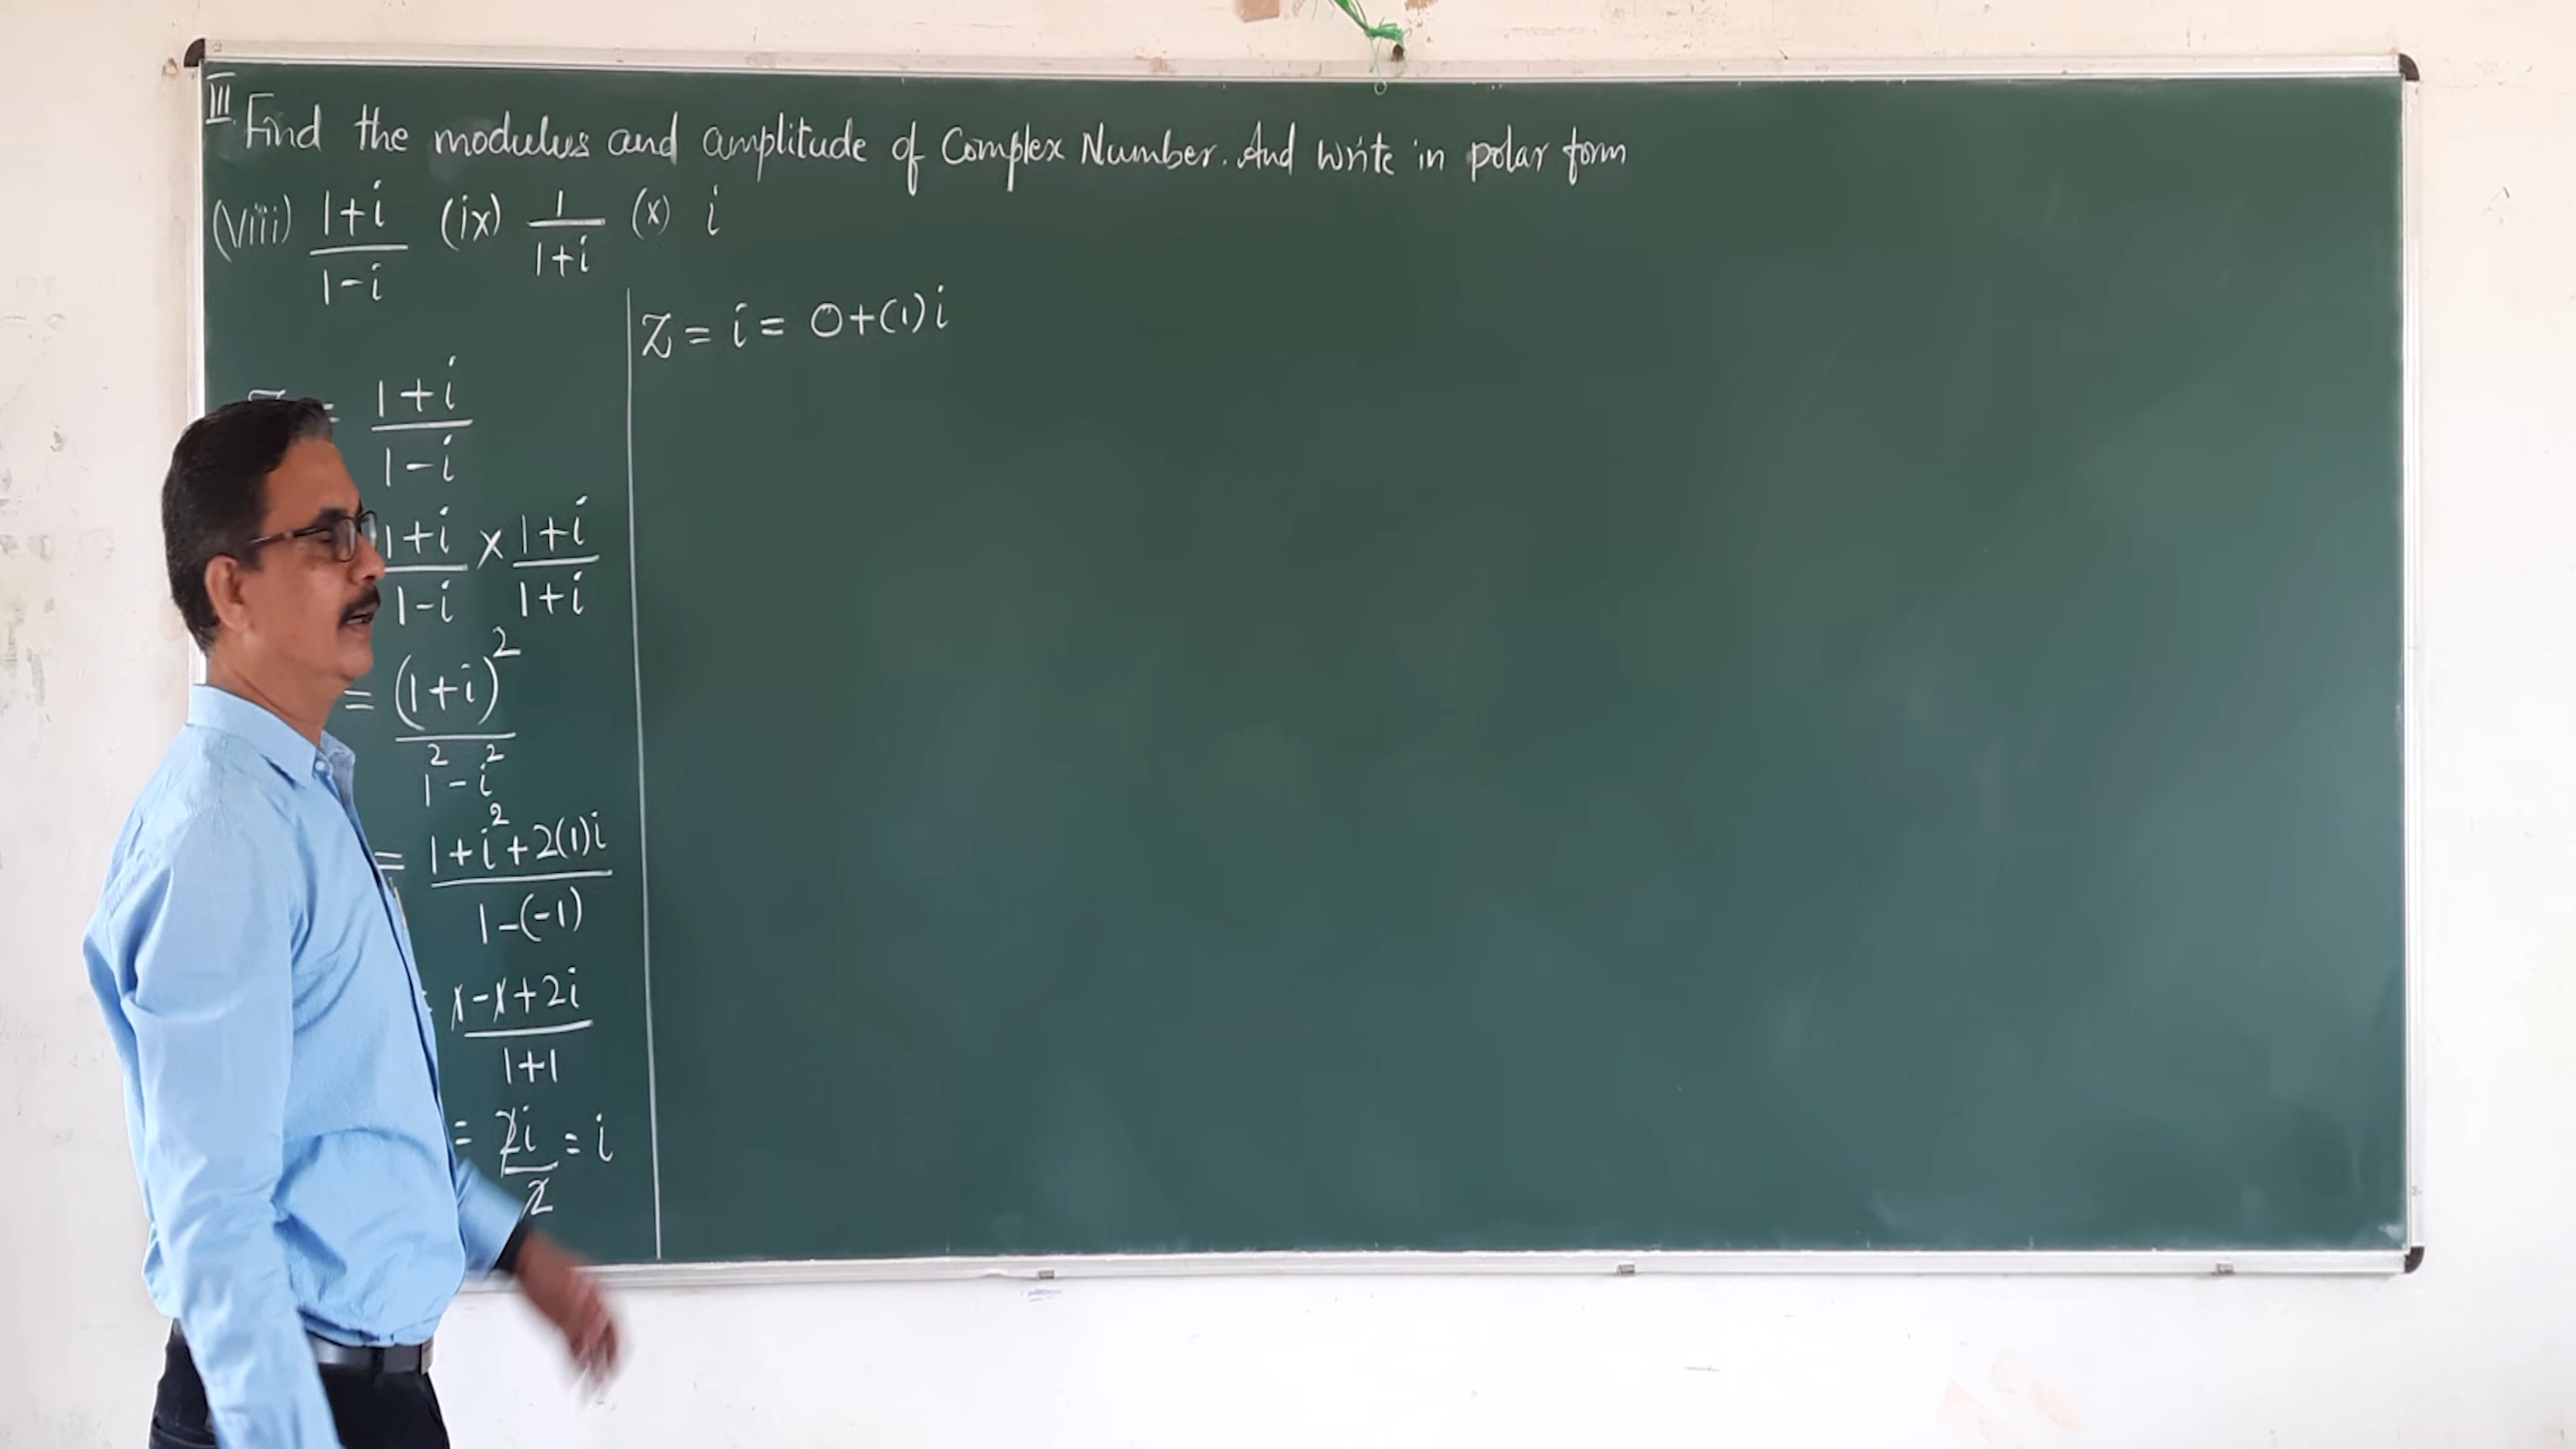 III Find the modulus and amplitude of Complex Number. And write in polar form
(viii) 1+i / 1-i (ix) 1 / 1+i (x) i
Z = 1+i / 1-i
1+i / 1-i × 1+i / 1+i
= (1+i)² / 1² - i²
= 1+i²+2(1)i / 1-(-1)
= 1-1+2i / 1+1
= 2i / 2 = i
Z = i = 0+(1)i